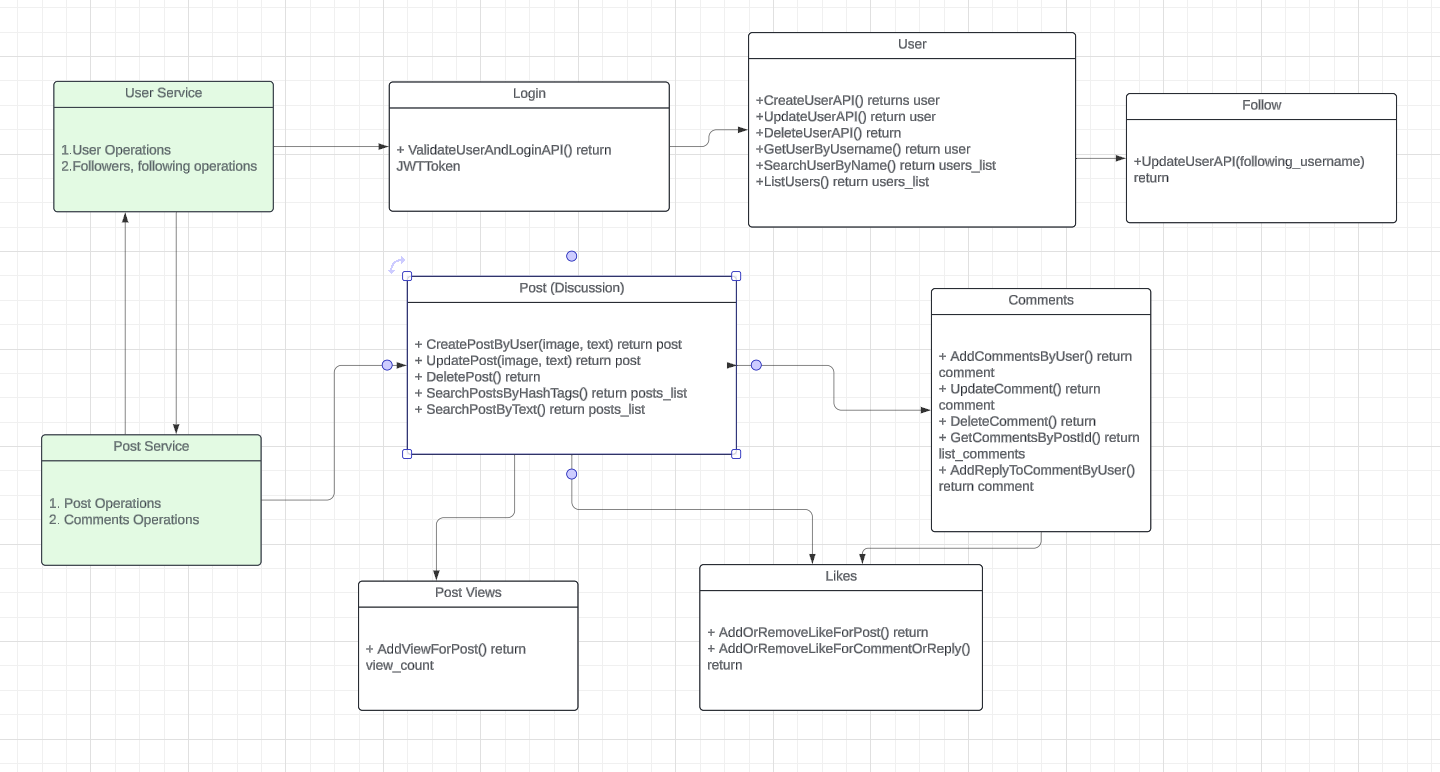 User Service
1.User Operations
2.Followers, following operations
Login
+ ValidateUserAndLoginAPI() return
JWTToken
User
+CreateUserAPI() returns user
+UpdateUserAPI() return user
+DeleteUserAPI() return
+GetUserByUsername() return user
+SearchUserByName() return users_list
+ListUsers() return users_list
Follow
+UpdateUserAPI(following_username)
return
Post (Discussion)
+ CreatePostByUser(image, text) return post
+ UpdatePost(image, text) return post
+ DeletePost() return
+ SearchPostsByHashTags() return posts_list
+ SearchPostByText() return posts_list
Comments
+ AddCommentsByUser() return
comment
+ UpdateComment() return
comment
+ DeleteComment() return
+ GetCommentsByPostId() return
list_comments
+ AddReplyToCommentByUser()
return comment
Post Service
1. Post Operations
2. Comments Operations
Post Views
+ AddViewForPost() return
view_count
Likes
+ AddOrRemoveLikeForPost() return
+ AddOrRemoveLikeForCommentOrReply()
return